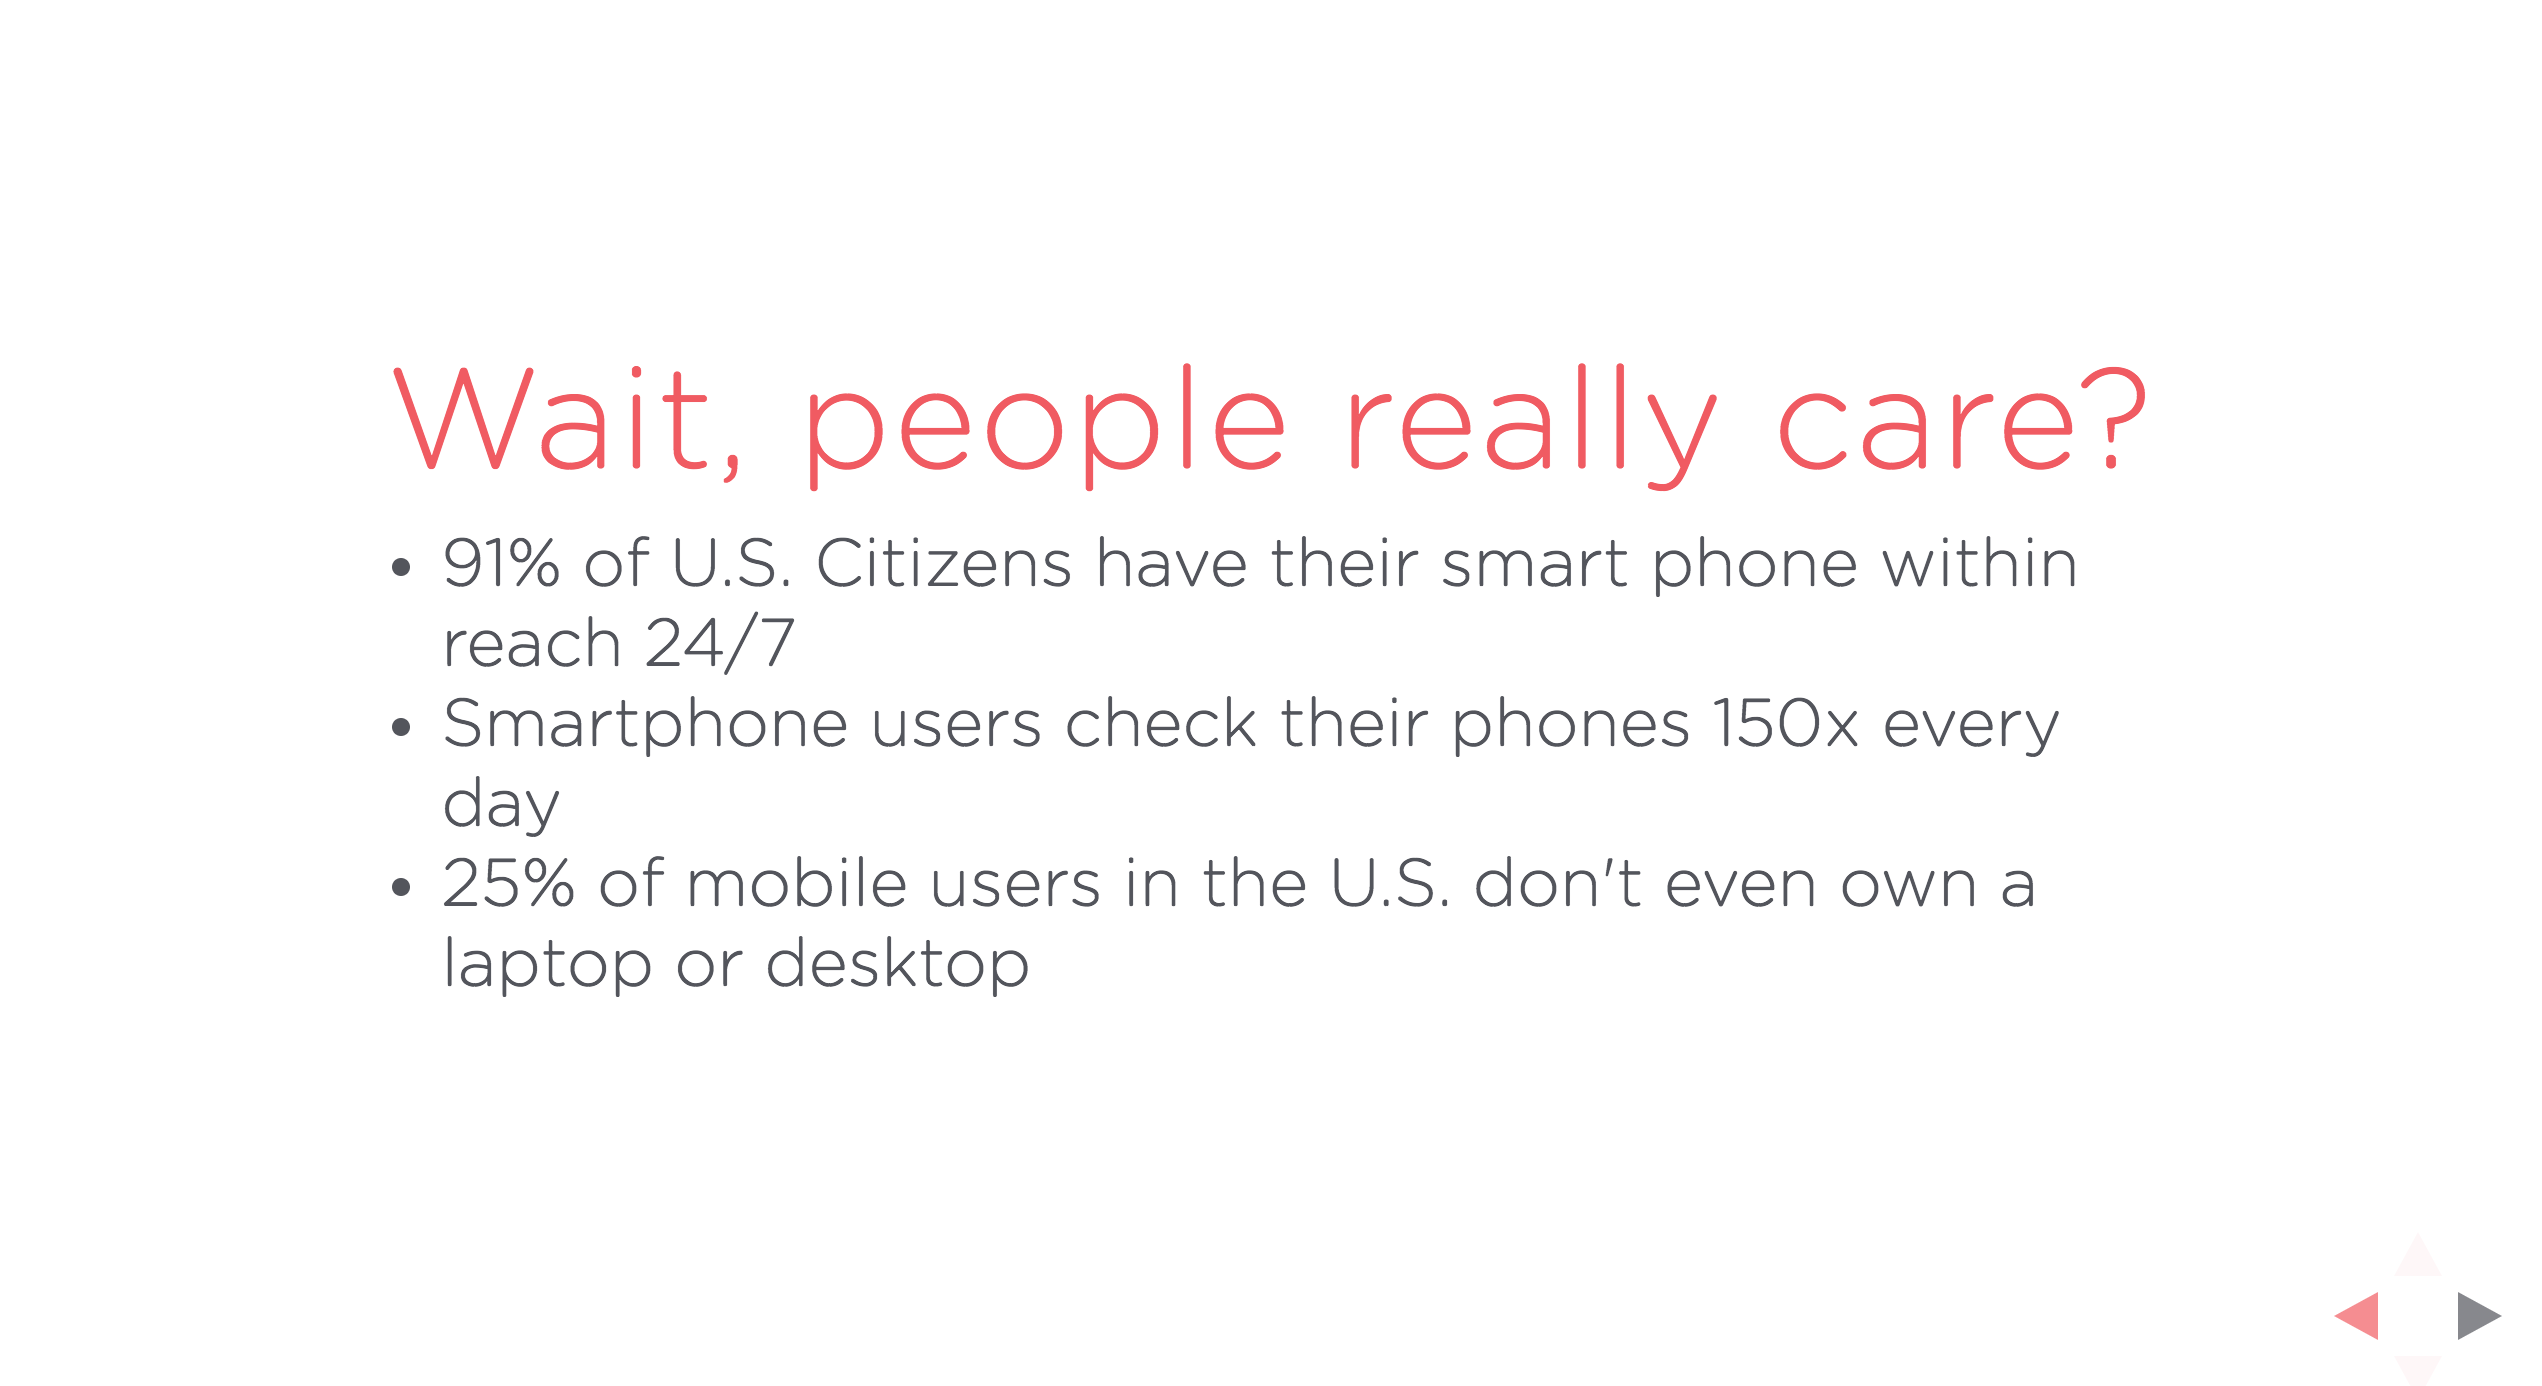 Wait, people really care?
• 91% of U.S. Citizens have their smart phone within
reach 24/7
• Smartphone users check their phones 150x every
day
• 25% of mobile users in the U.S. don't even own a
laptop or desktop